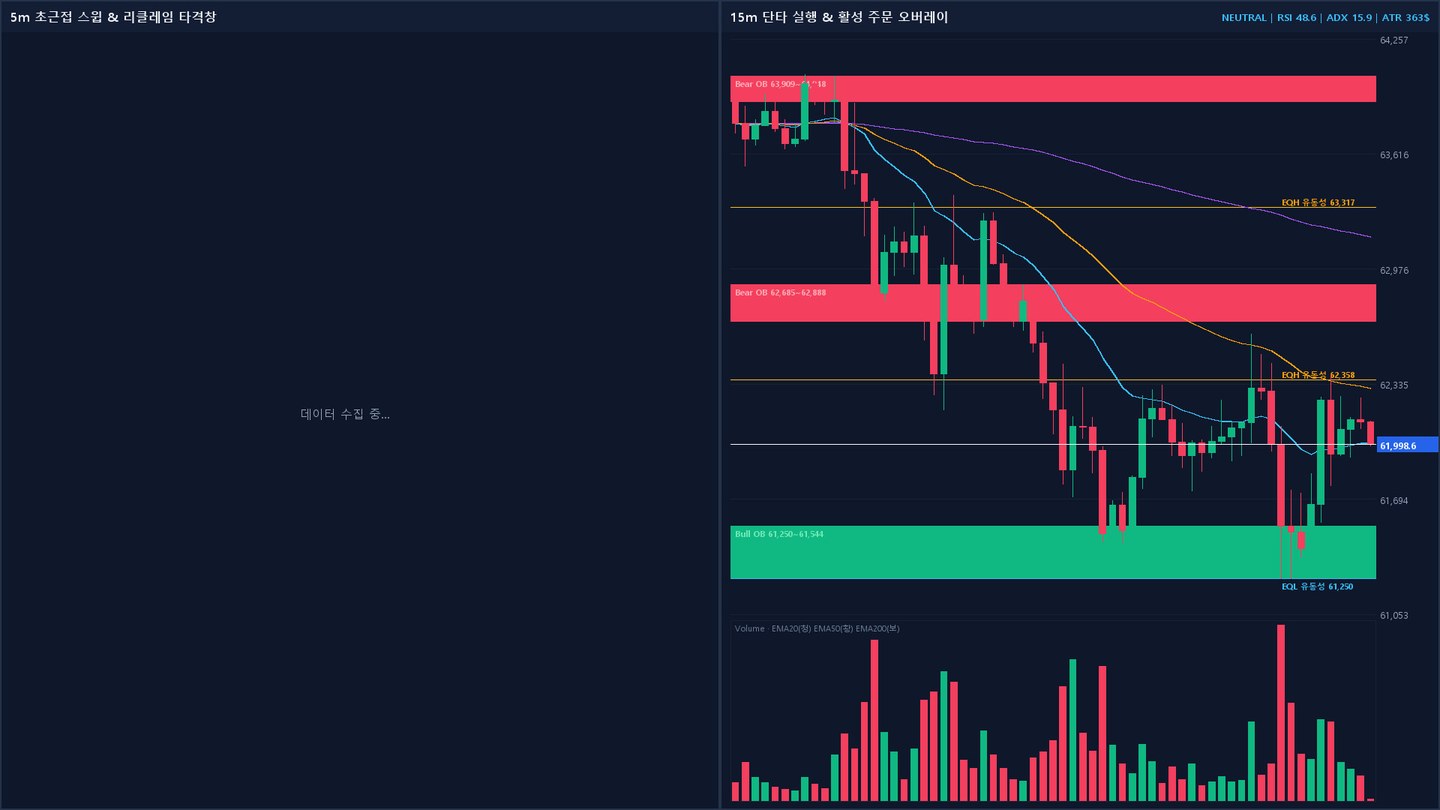 5m 초근접 스윕 & 리클레임 타격창
데이터 수집 중...
15m 단타 실행 & 활성 주문 오버레이
NEUTRAL | RSI 48.6 | ADX 15.9 | ATR 363$
64,257
Bear OB 63,909~
63,616
EQH 유동성 63,317
62,976
Bear OB 62,685~62,888
EQH 유동성 62,358
62,335
61,998.6
61,694
Bull OB 61,250~61,544
EQL 유동성 61,250
61,053
Volume · EMA20(청) EMA50(황) EMA200(보)